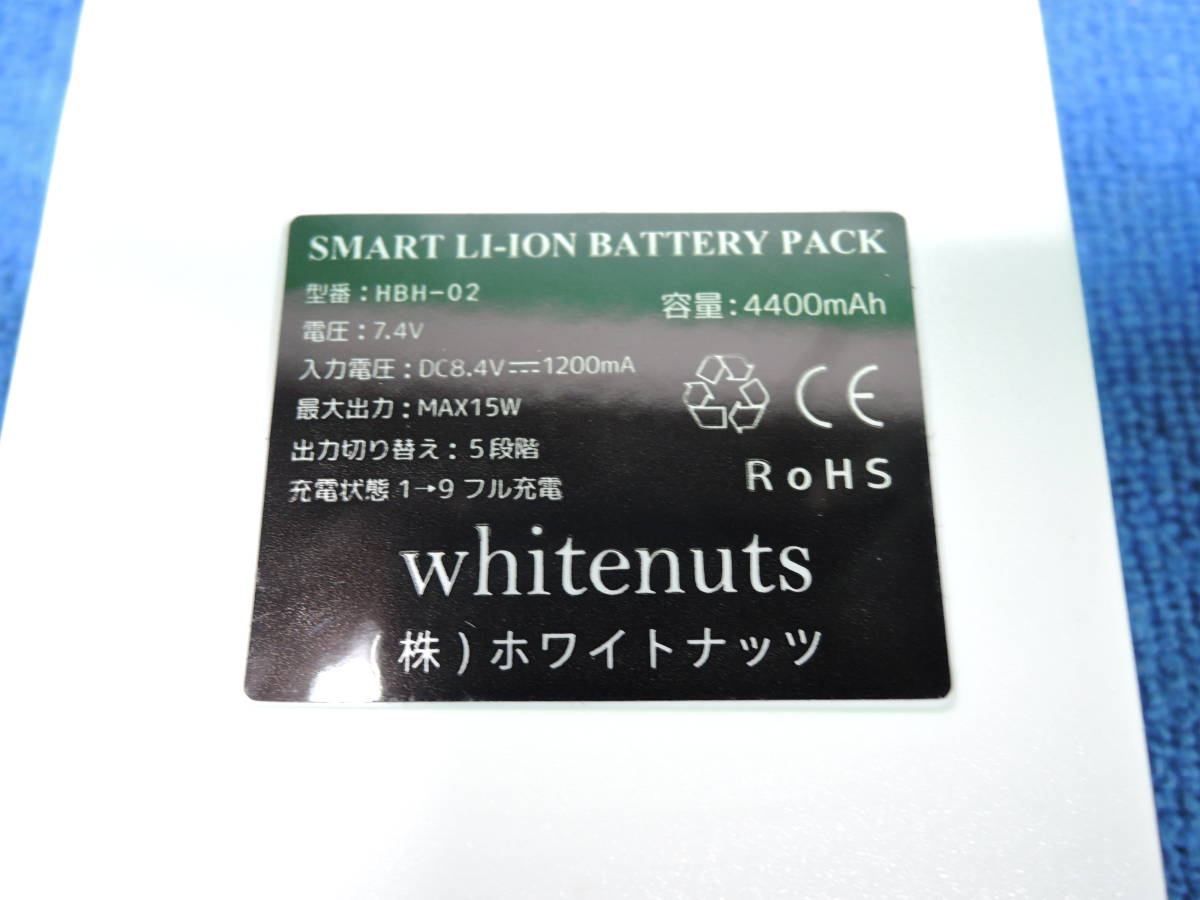 SMART LI-ION BATTERY PACK
型番：HBH-02
容量：4400mAh
電圧：7.4V
入力電圧：DC8.4V⎓1200mA
最大出力：MAX15W
出力切り替え：5段階
充電状態 1→9 フル充電
CE
RoHS
whitenuts
(株)ホワイトナッツ